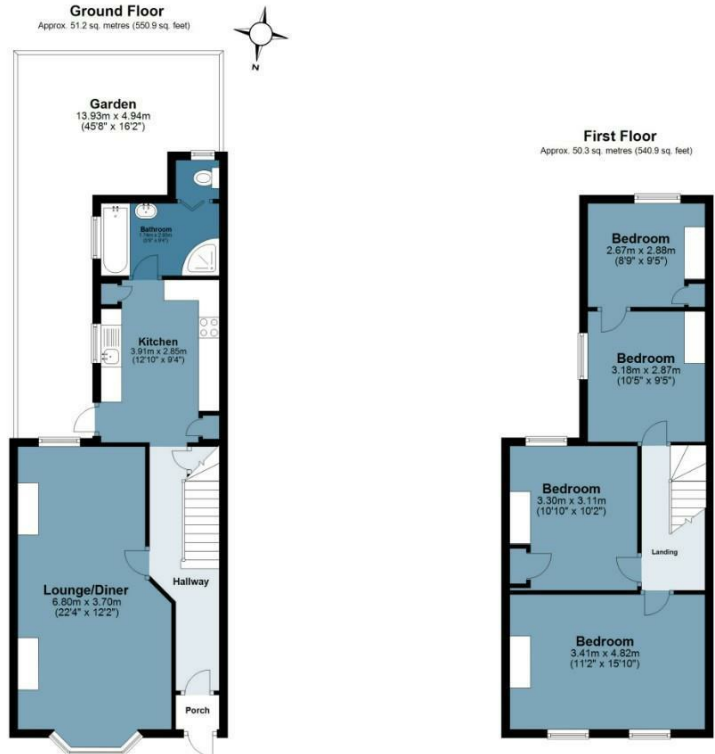 Ground Floor
Approx. 51.2 sq. metres (550.9 sq. feet)
N
Garden
13.93m x 4.94m
(45'8" x 16'2")
Bathroom
Kitchen
3.91m x 2.85m
(12'10" x 9'4")
Lounge/Diner
6.80m x 3.70m
(22'4" x 12'2")
Hallway
Porch
First Floor
Approx. 50.3 sq. metres (540.9 sq. feet)
Bedroom
2.67m x 2.88m
(8'9" x 9'5")
Bedroom
3.18m x 2.87m
(10'5" x 9'5")
Bedroom
3.30m x 3.11m
(10'10" x 10'2")
Landing
Bedroom
3.41m x 4.82m
(11'2" x 15'10")